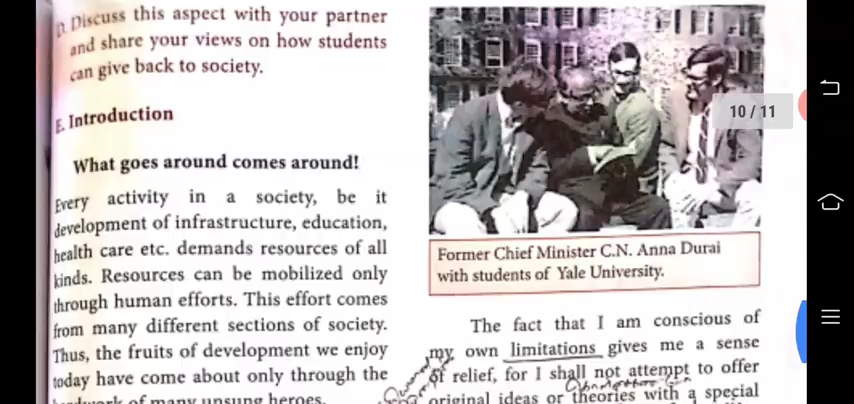 D. Discuss this aspect with your partner
and share your views on how students
can give back to society.
E. Introduction
What goes around comes around!
Every activity in a society, be it
development of infrastructure, education,
health care etc. demands resources of all
kinds. Resources can be mobilized only
through human efforts. This effort comes
from many different sections of society.
Thus, the fruits of development we enjoy
today have come about only through the
hardwork of many unsung heroes.
10 / 11
Former Chief Minister C.N. Anna Durai
with students of Yale University.
The fact that I am conscious of
my own limitations gives me a sense
of relief, for I shall not attempt to offer
original ideas or theories with a special